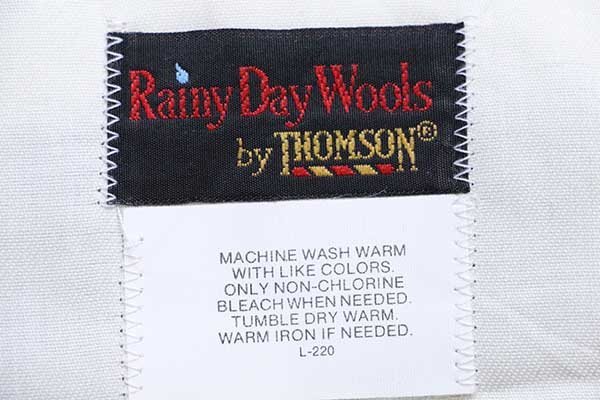 Rainy Day Wools
by THOMSON®
MACHINE WASH WARM
WITH LIKE COLORS.
ONLY NON-CHLORINE
BLEACH WHEN NEEDED.
TUMBLE DRY WARM.
WARM IRON IF NEEDED.
L-220